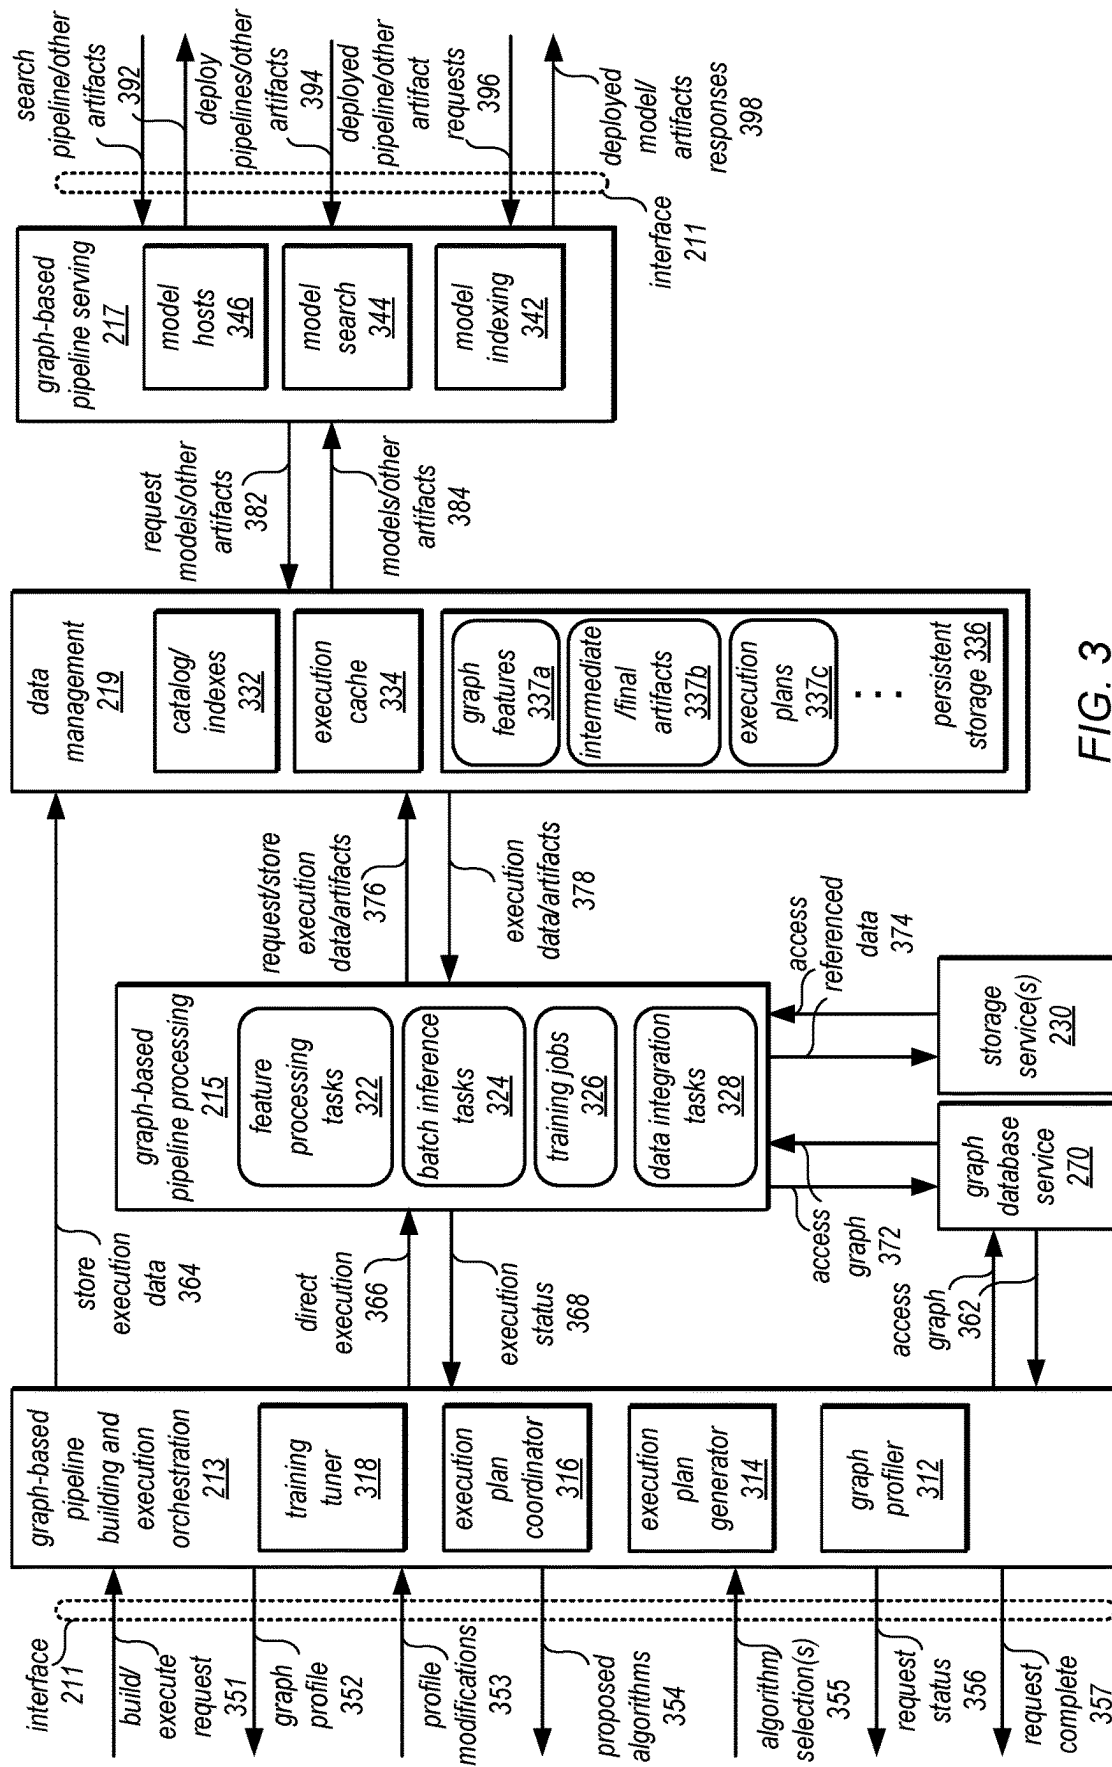 interface
211
build/
execute
request
351
graph
profile
352
profile
modifications
353
proposed
algorithms
354
algorithm
selection(s)
355
request
status
356
request
complete
357
graph-based
pipeline
building and
execution
orchestration
213
training
tuner
318
execution
plan
coordinator
316
execution
plan
generator
314
graph
profiler
312
store
execution
data
364
direct
execution
366
execution
status
368
access
graph
362
graph-based
pipeline processing
215
feature
processing
tasks
322
batch inference
tasks
324
training jobs
326
data integration
tasks
328
access
graph
372
access
referenced
data
374
graph
database
service
270
storage
service(s)
230
request/store
execution
data/artifacts
376
execution
data/artifacts
378
data
management
219
catalog/
indexes
332
execution
cache
334
graph
features
337a
intermediate
/final
artifacts
337b
execution
plans
337c
...
persistent
storage 336
request
models/other
artifacts
382
models/other
artifacts
384
graph-based
pipeline serving
217
model
hosts
346
model
search
344
model
indexing
342
search
pipeline/other
artifacts
392
deploy
pipelines/other
artifacts
394
deployed
pipeline/other
artifact
requests
396
deployed
model/
artifacts
responses
398
interface
211
FIG. 3